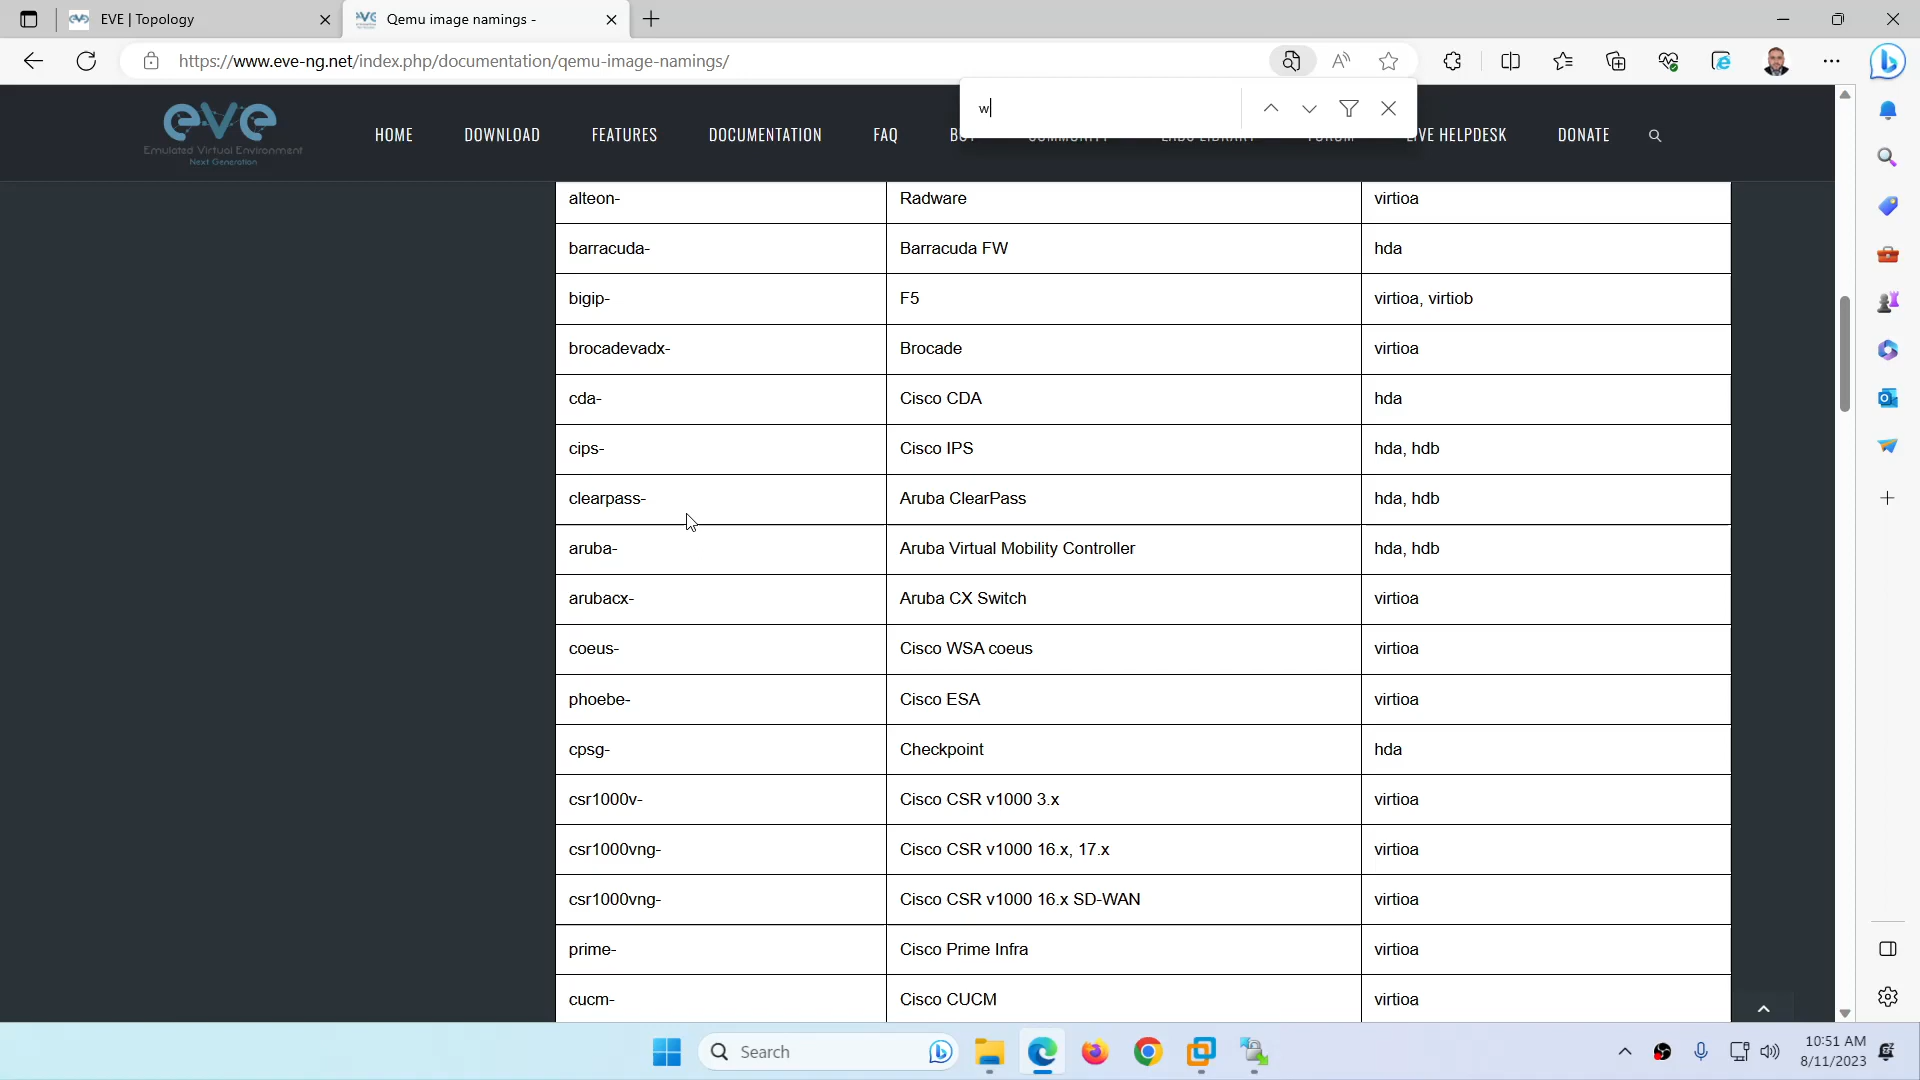 EVE | Topology
Qemu image namings -
https://www.eve-ng.net/index.php/documentation/qemu-image-namings/
w
eve
Emulated Virtual Environment
Next Generation
HOME DOWNLOAD FEATURES DOCUMENTATION FAQ BUY COMMUNITY LABS LIBRARY FORUM LIVE HELPDESK DONATE
alteon- Radware virtioa
barracuda- Barracuda FW hda
bigip- F5 virtioa, virtiob
brocadevadx- Brocade virtioa
cda- Cisco CDA hda
cips- Cisco IPS hda, hdb
clearpass- Aruba ClearPass hda, hdb
aruba- Aruba Virtual Mobility Controller hda, hdb
arubacx- Aruba CX Switch virtioa
coeus- Cisco WSA coeus virtioa
phoebe- Cisco ESA virtioa
cpsg- Checkpoint hda
csr1000v- Cisco CSR v1000 3.x virtioa
csr1000vng- Cisco CSR v1000 16.x, 17.x virtioa
csr1000vng- Cisco CSR v1000 16.x SD-WAN virtioa
prime- Cisco Prime Infra virtioa
cucm- Cisco CUCM virtioa
Search
10:51 AM
8/11/2023